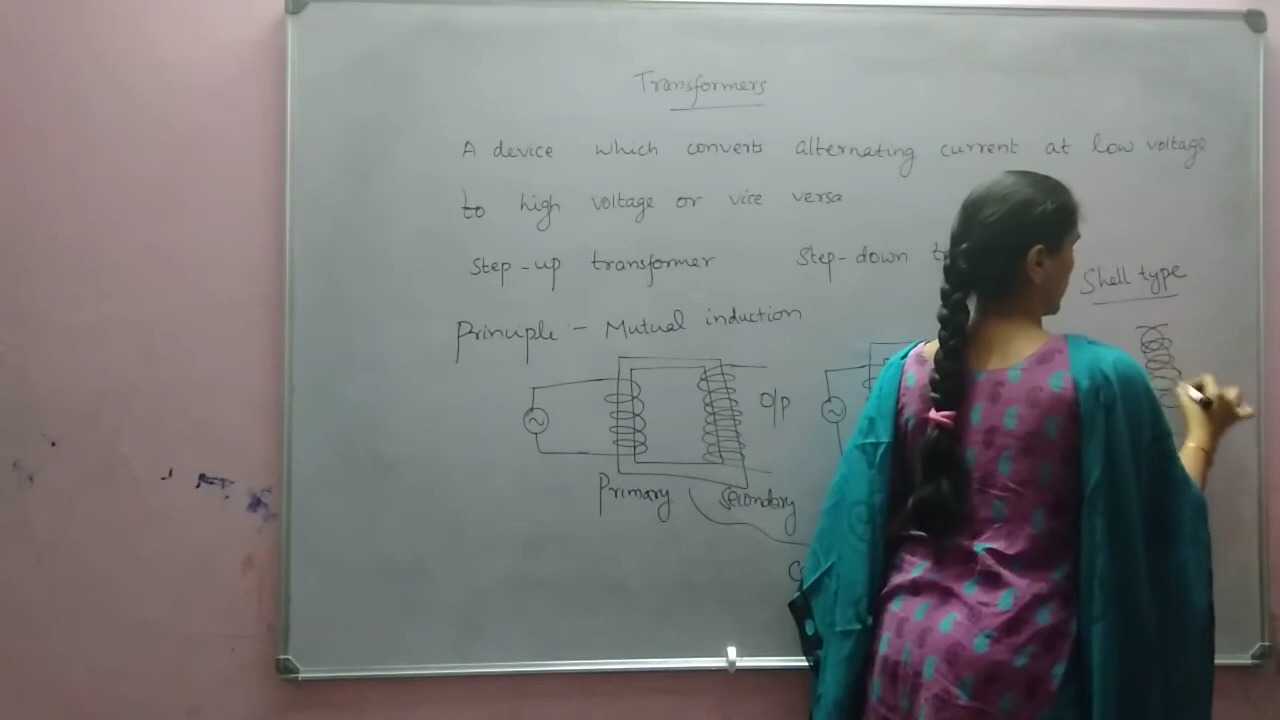 Transformers
A device which converts alternating current at low voltage
to high voltage or vice versa
Step-up transformer Step-down
Shell type
Principle - Mutual induction
O/P
Primary Secondary